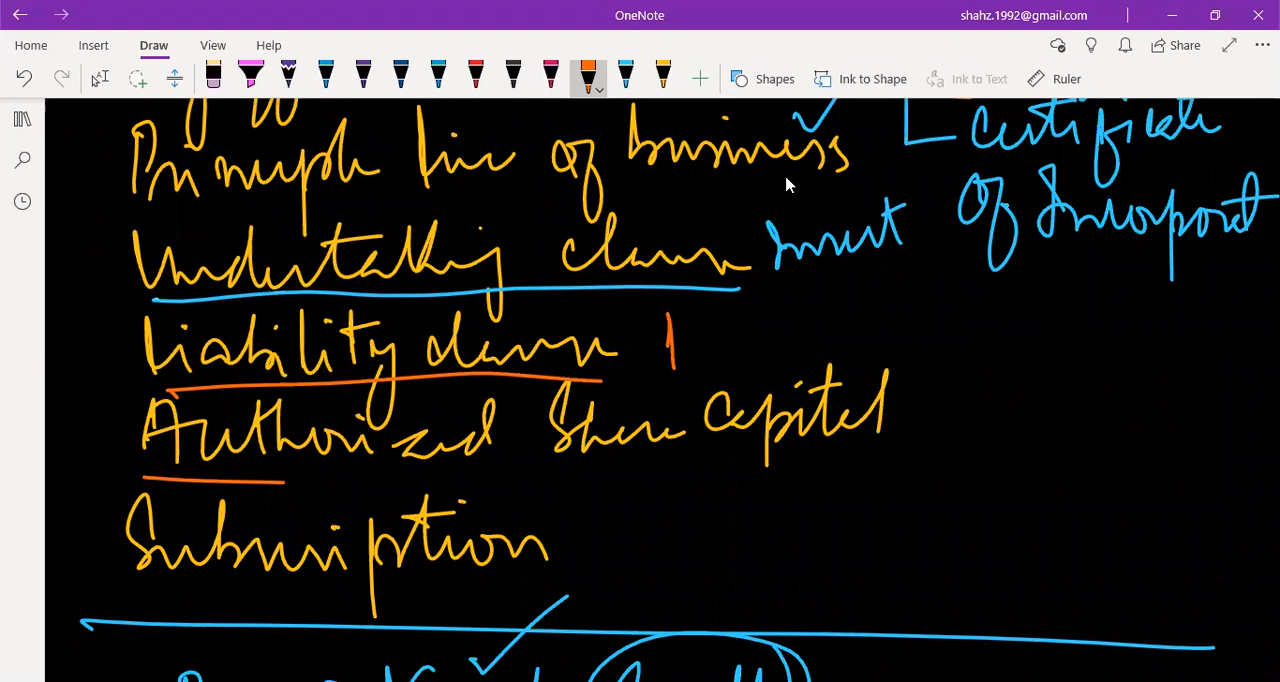 OneNote
shahz.1992@gmail.com
Home Insert Draw View Help
Share
Shapes Ink to Shape Ink to Text Ruler
Principle line of business
Certificate
Of Incorporat
Undertaking clause
Liability clause 1
Authorized Share Capital
Subscription